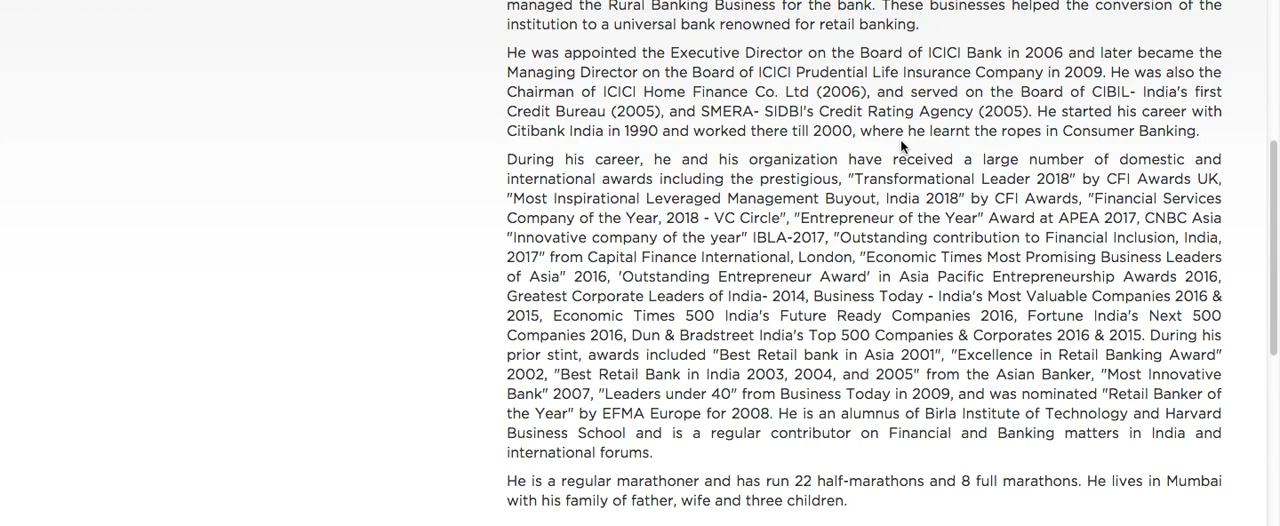 managed the Rural Banking Business for the bank. These businesses helped the conversion of the
institution to a universal bank renowned for retail banking.
He was appointed the Executive Director on the Board of ICICI Bank in 2006 and later became the
Managing Director on the Board of ICICI Prudential Life Insurance Company in 2009. He was also the
Chairman of ICICI Home Finance Co. Ltd (2006), and served on the Board of CIBIL- India's first
Credit Bureau (2005), and SMERA- SIDBI's Credit Rating Agency (2005). He started his career with
Citibank India in 1990 and worked there till 2000, where he learnt the ropes in Consumer Banking.
During his career, he and his organization have received a large number of domestic and
international awards including the prestigious, "Transformational Leader 2018" by CFI Awards UK,
"Most Inspirational Leveraged Management Buyout, India 2018" by CFI Awards, "Financial Services
Company of the Year, 2018 - VC Circle", "Entrepreneur of the Year" Award at APEA 2017, CNBC Asia
"Innovative company of the year" IBLA-2017, "Outstanding contribution to Financial Inclusion, India,
2017" from Capital Finance International, London, "Economic Times Most Promising Business Leaders
of Asia" 2016, 'Outstanding Entrepreneur Award' in Asia Pacific Entrepreneurship Awards 2016,
Greatest Corporate Leaders of India- 2014, Business Today - India's Most Valuable Companies 2016 &
2015, Economic Times 500 India's Future Ready Companies 2016, Fortune India's Next 500
Companies 2016, Dun & Bradstreet India's Top 500 Companies & Corporates 2016 & 2015. During his
prior stint, awards included "Best Retail bank in Asia 2001", "Excellence in Retail Banking Award"
2002, "Best Retail Bank in India 2003, 2004, and 2005" from the Asian Banker, "Most Innovative
Bank" 2007, "Leaders under 40" from Business Today in 2009, and was nominated "Retail Banker of
the Year" by EFMA Europe for 2008. He is an alumnus of Birla Institute of Technology and Harvard
Business School and is a regular contributor on Financial and Banking matters in India and
international forums.
He is a regular marathoner and has run 22 half-marathons and 8 full marathons. He lives in Mumbai
with his family of father, wife and three children.